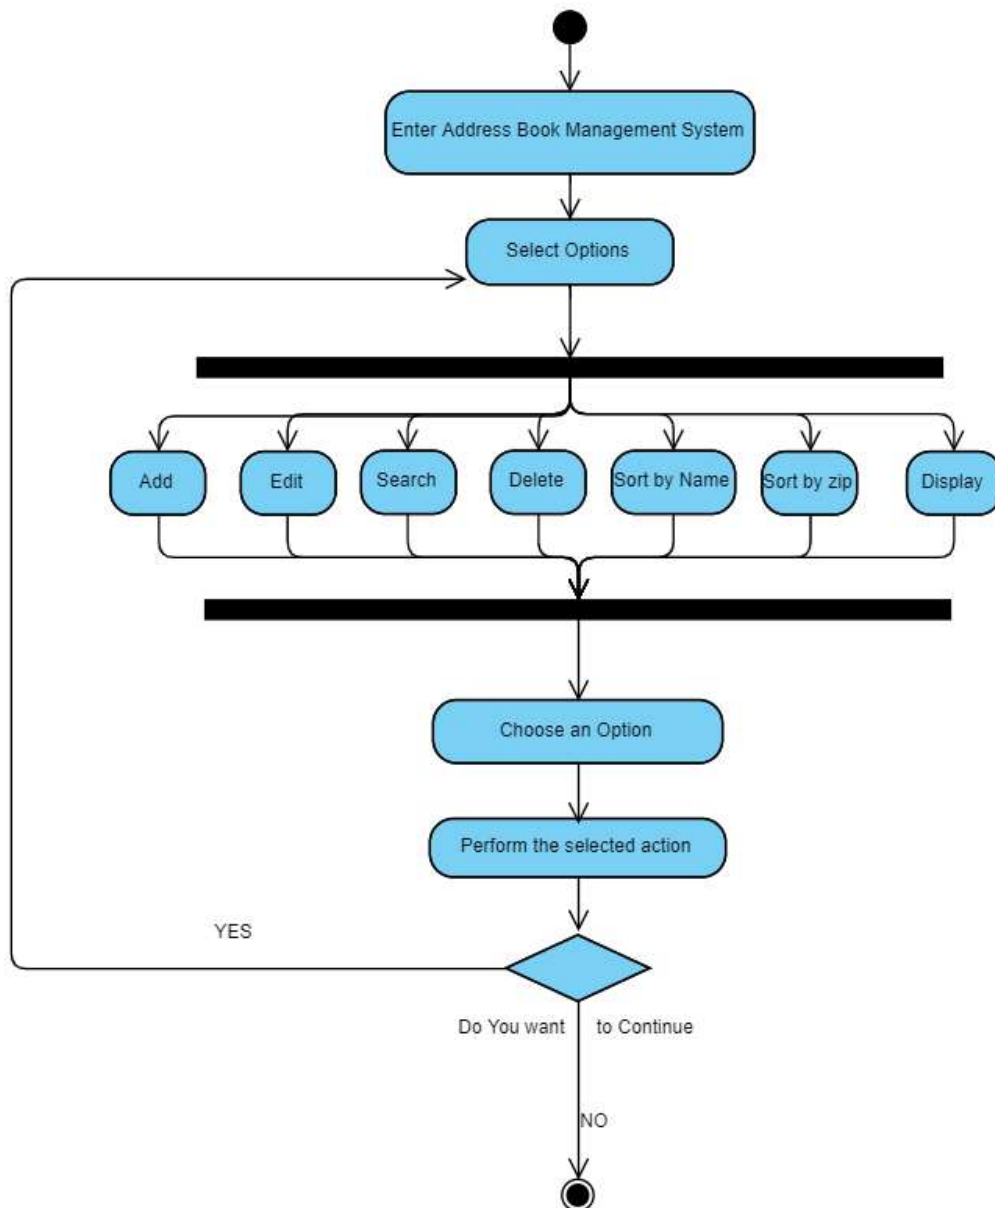 Enter Address Book Management System
Select Options
Add
Edit
Search
Delete
Sort by Name
Sort by zip
Display
Choose an Option
Perform the selected action
YES
Do You want to Continue
NO